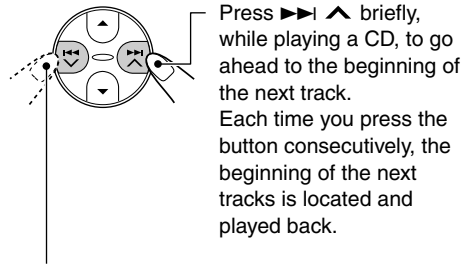 Press ►►| ∧ briefly,
while playing a CD, to go
ahead to the beginning of
the next track.
Each time you press the
button consecutively, the
beginning of the next
tracks is located and
played back.